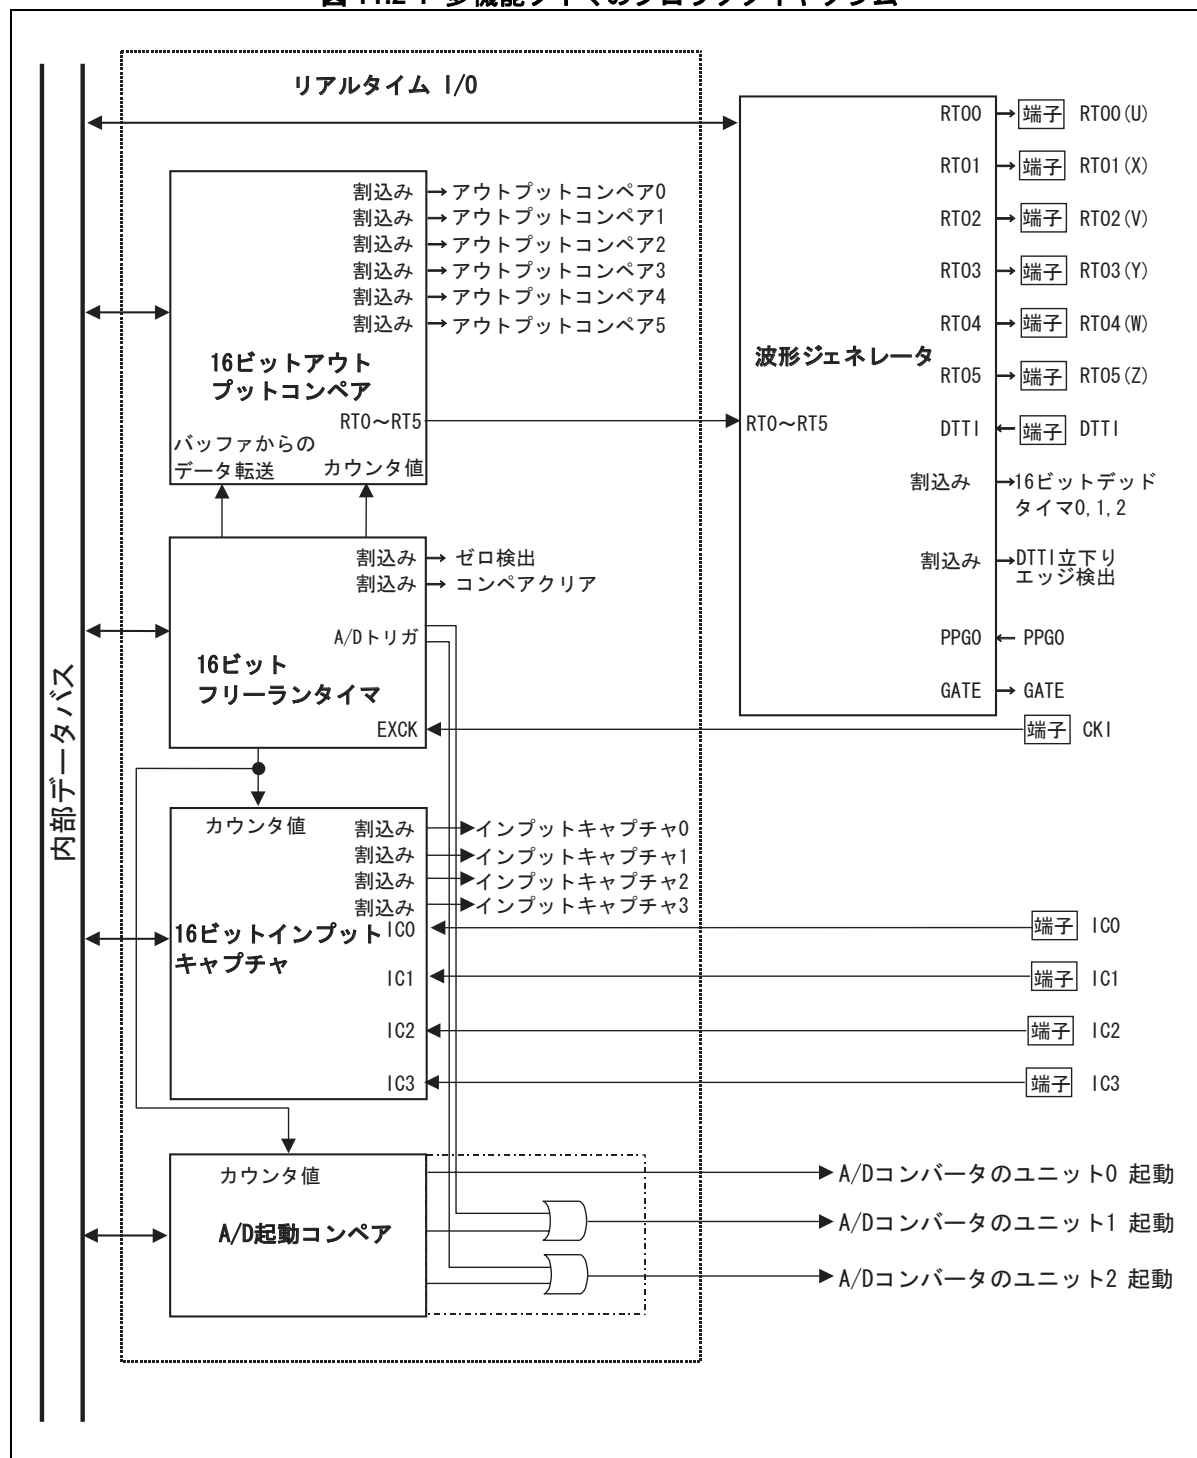 リアルタイム I/O
内部データバス
割込み アウトプットコンペア0
割込み アウトプットコンペア1
割込み アウトプットコンペア2
割込み アウトプットコンペア3
割込み アウトプットコンペア4
割込み アウトプットコンペア5
16ビットアウト
プットコンペア
RT0～RT5
バッファからの
データ転送
カウンタ値
割込み ゼロ検出
割込み コンペアクリア
A/Dトリガ
16ビット
フリーランタイマ
EXCK
端子 CKI
カウンタ値
割込み インプットキャプチャ0
割込み インプットキャプチャ1
割込み インプットキャプチャ2
割込み インプットキャプチャ3
16ビットインプット
キャプチャ
IC0 端子 IC0
IC1 端子 IC1
IC2 端子 IC2
IC3 端子 IC3
カウンタ値
A/D起動コンペア
A/Dコンバータのユニット0 起動
A/Dコンバータのユニット1 起動
A/Dコンバータのユニット2 起動
波形ジェネレータ
RT0～RT5
RTO0 端子 RTO0(U)
RTO1 端子 RTO1(X)
RTO2 端子 RTO2(V)
RTO3 端子 RTO3(Y)
RTO4 端子 RTO4(W)
RTO5 端子 RTO5(Z)
DTTI 端子 DTTI
割込み 16ビットデッド
タイマ0,1,2
割込み DTTI立下り
エッジ検出
PPG0 PPG0
GATE GATE